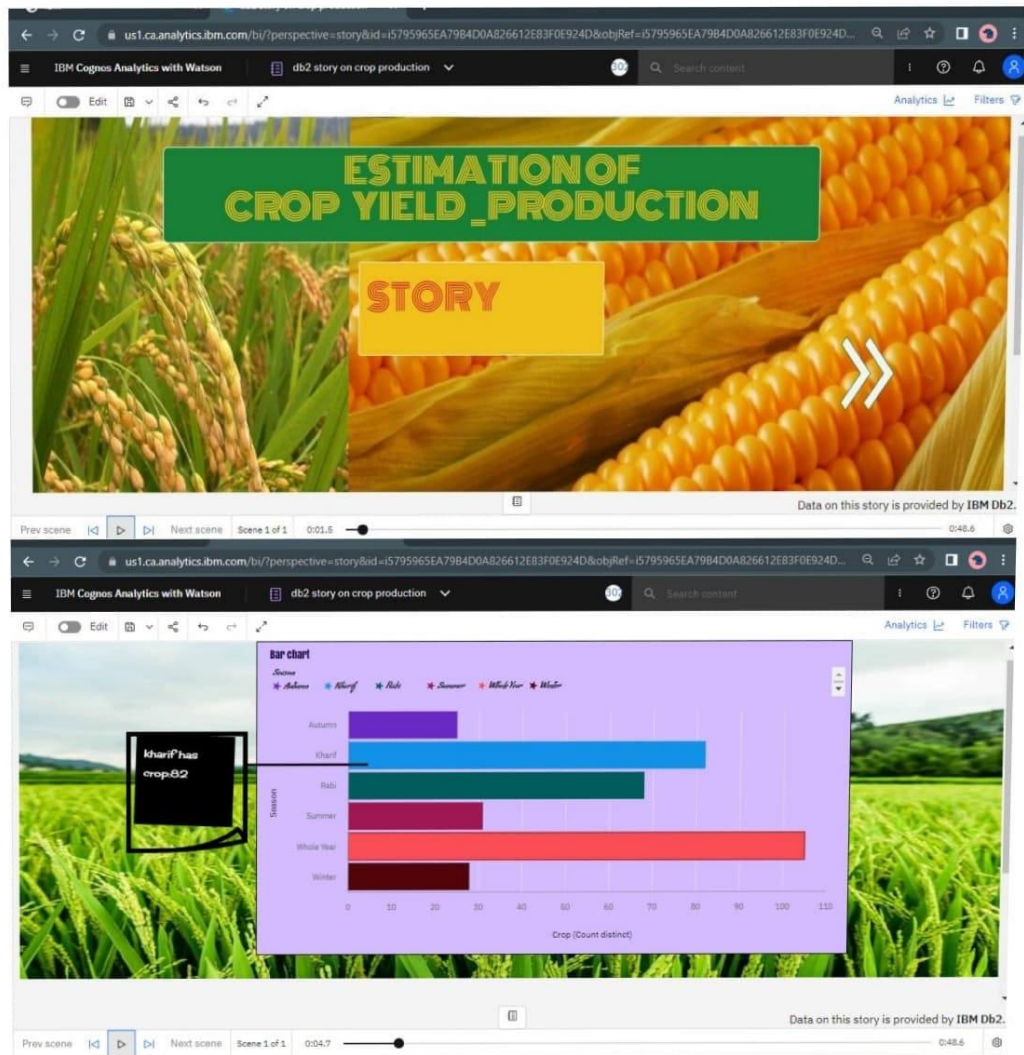 us1.ca.analytics.ibm.com/bi/?perspective=story&id=i5795965EA79B4D0A826612E83F0E924D&objRef=i5795965EA79B4D0A826612E83F0E924D...
IBM Cognos Analytics with Watson db2 story on crop production Search content
Edit Analytics Filters
ESTIMATION OF
CROP YIELD_PRODUCTION
STORY
Data on this story is provided by IBM Db2.
Prev scene Next scene Scene 1 of 1 0:01.5 0:48.6
us1.ca.analytics.ibm.com/bi/?perspective=story&id=i5795965EA79B4D0A826612E83F0E924D&objRef=i5795965EA79B4D0A826612E83F0E924D...
IBM Cognos Analytics with Watson db2 story on crop production Search content
Edit Analytics Filters
Bar chart
Season
Autumn Kharif Rabi Summer Whole Year Winter
kharif has
crop:82
Autumn
Kharif
Rabi
Summer
Whole Year
Winter
Season
0 10 20 30 40 50 60 70 80 90 100 110
Crop (Count distinct)
Data on this story is provided by IBM Db2.
Prev scene Next scene Scene 1 of 1 0:04.7 0:48.6